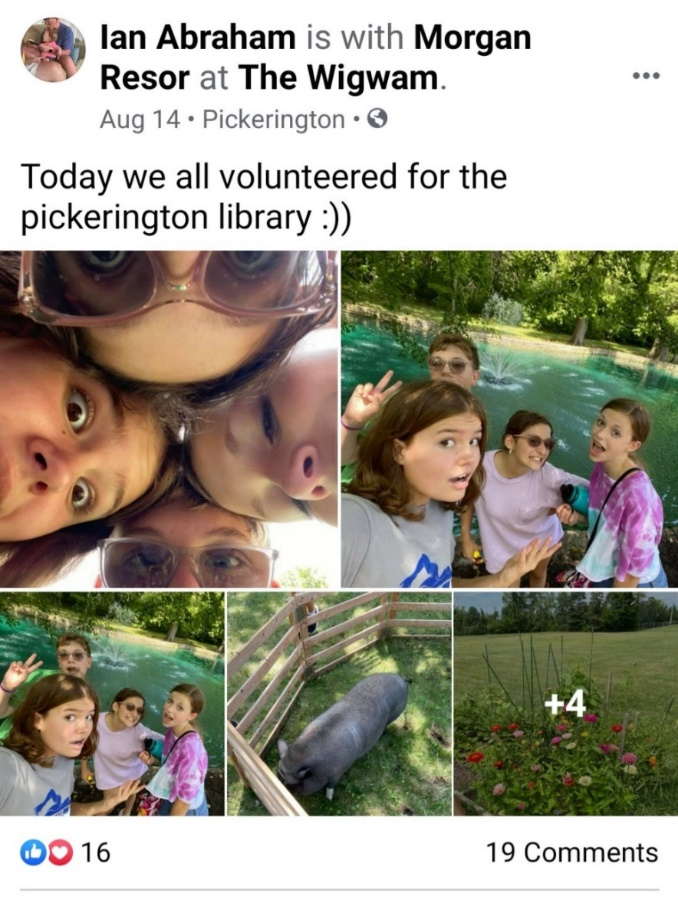 Ian Abraham is with Morgan
Resor at The Wigwam.
Aug 14 • Pickerington •
Today we all volunteered for the
pickerington library :))
+4
16
19 Comments